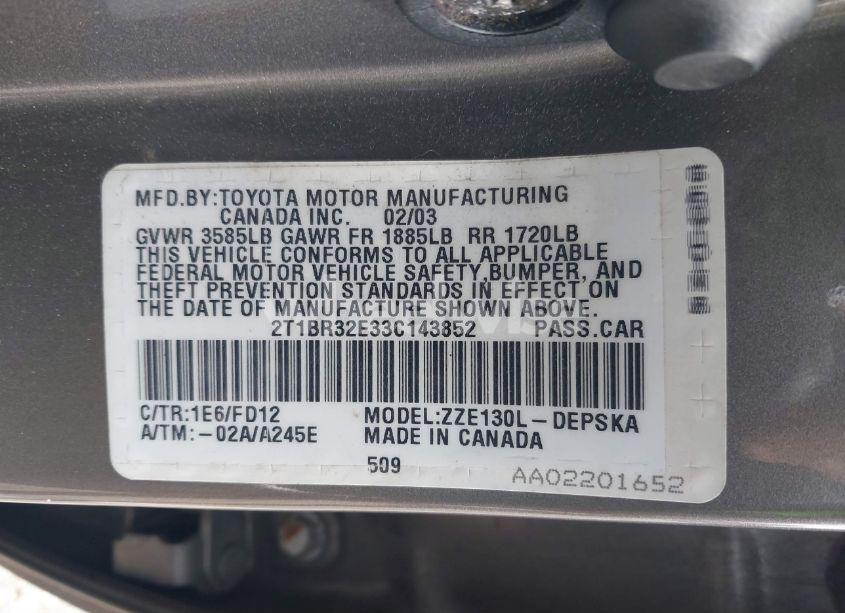 MFD.BY:TOYOTA MOTOR MANUFACTURING
CANADA INC. 02/03
GVWR 3585LB GAWR FR 1885LB RR 1720LB
THIS VEHICLE CONFORMS TO ALL APPLICABLE
FEDERAL MOTOR VEHICLE SAFETY,BUMPER, AND
THEFT PREVENTION STANDARDS IN EFFECT ON
THE DATE OF MANUFACTURE SHOWN ABOVE.
2T1BR32E33C143852 PASS.CAR
C/TR:1E6/FD12 MODEL:ZZE130L-DEPSKA
A/TM:-02A/A245E MADE IN CANADA
509
AA02201652